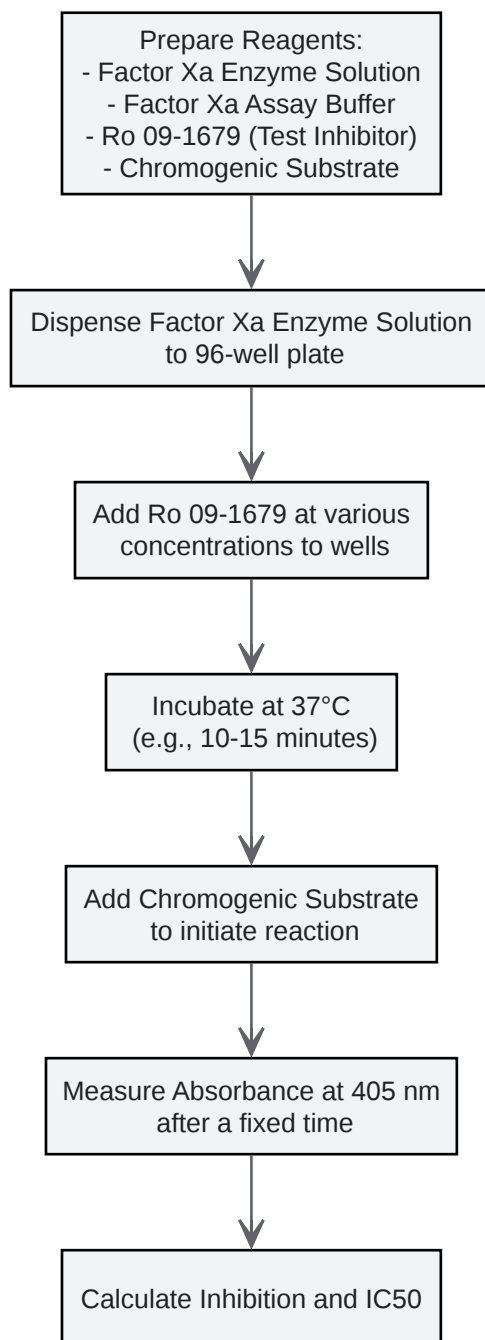 Prepare Reagents:
- Factor Xa Enzyme Solution
- Factor Xa Assay Buffer
- Ro 09-1679 (Test Inhibitor)
- Chromogenic Substrate
Dispense Factor Xa Enzyme Solution
to 96-well plate
Add Ro 09-1679 at various
concentrations to wells
Incubate at 37°C
(e.g., 10-15 minutes)
Add Chromogenic Substrate
to initiate reaction
Measure Absorbance at 405 nm
after a fixed time
Calculate Inhibition and IC50